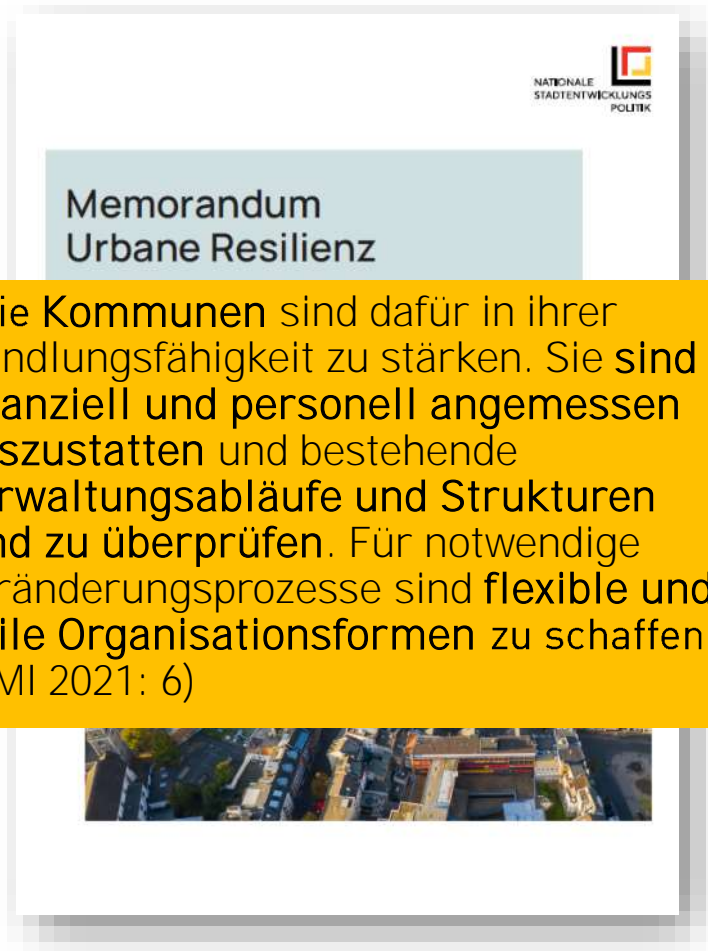 NATIONALE
STADTENTWICKLUNGS
POLITIK
Memorandum
Urbane Resilienz
ie Kommunen sind dafür in ihrer
ndlungsfähigkeit zu stärken. Sie sind
anziell und personell angemessen
szustatten und bestehende
rwaltungsabläufe und Strukturen
nd zu überprüfen. Für notwendige
ränderungsprozesse sind flexible und
ile Organisationsformen zu schaffen
MI 2021: 6)